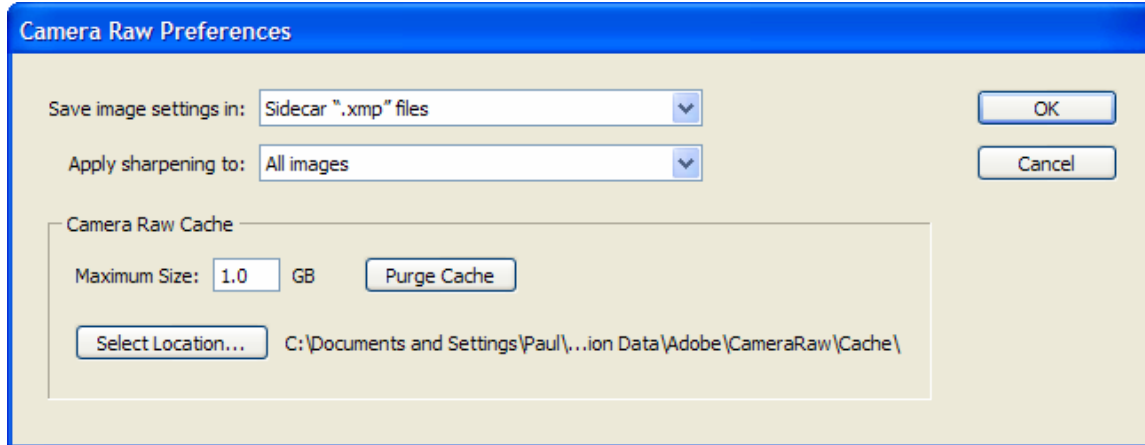 Camera Raw Preferences
Save image settings in: Sidecar “.xmp” files OK
Apply sharpening to: All images Cancel
Camera Raw Cache
Maximum Size: 1.0 GB Purge Cache
Select Location... C:\Documents and Settings\Paul\...ion Data\Adobe\CameraRaw\Cache\